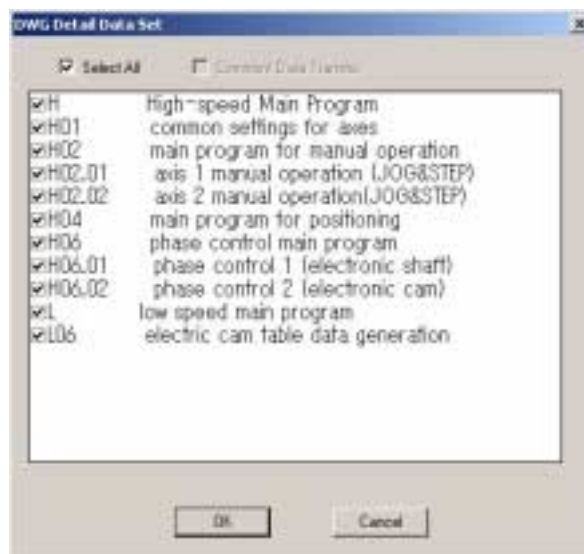 DWG Detail Data Set
Select All Comment Data Transfer
H High-speed Main Program
H01 common settings for axes
H02 main program for manual operation
H02.01 axis 1 manual operation (JOG&STEP)
H02.02 axis 2 manual operation(JOG&STEP)
H04 main program for positioning
H06 phase control main program
H06.01 phase control 1 (electronic shaft)
H06.02 phase control 2 (electronic cam)
L low speed main program
L06 electric cam table data generation
OK Cancel